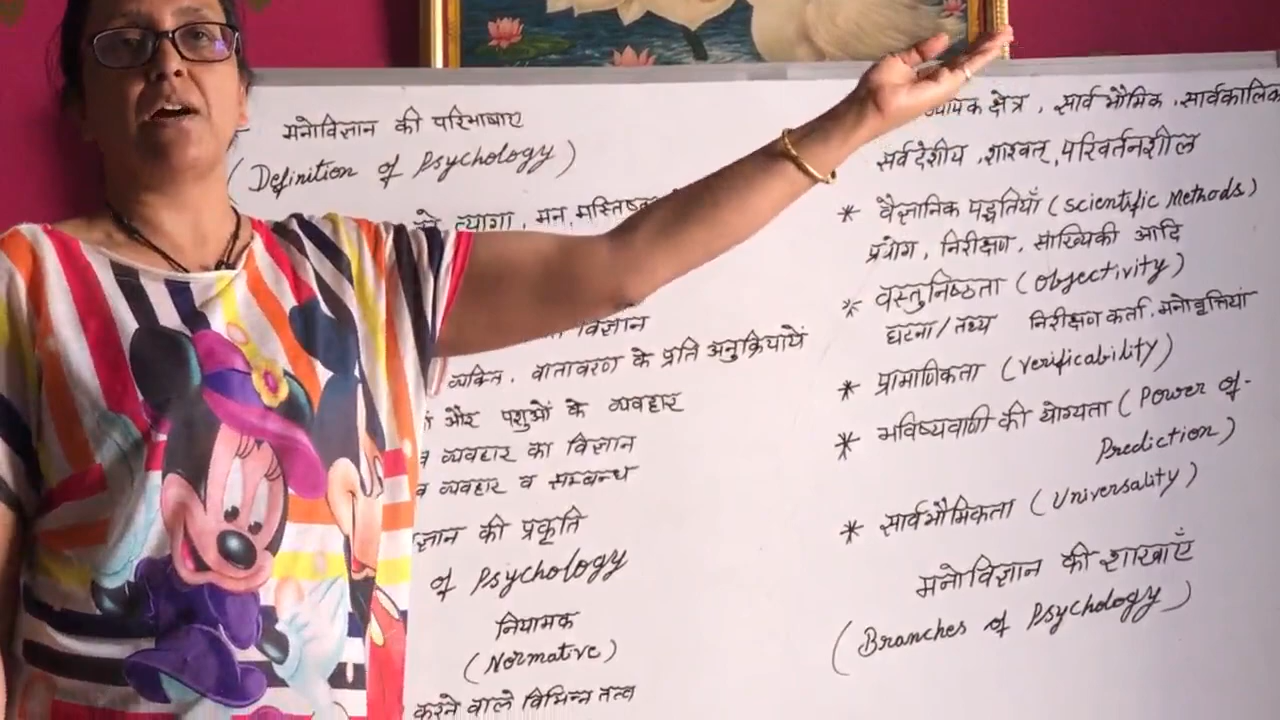 मनोविज्ञान की परिभाषाएं
(Definition of Psychology)
त्यागा, मन, मस्तिष्क
विज्ञान
व्यक्ति, वातावरण के प्रति अनुक्रियायें
और पशुओं के व्यवहार
व्यवहार का विज्ञान
व व्यवहार व सम्बन्ध
की प्रकृति
of Psychology
नियामक
(Normative)
करने वाले विभिन्न तत्व
व्यापक क्षेत्र, सार्वभौमिक, सार्वकालिक
सर्वदेशीय, शाश्वत, परिवर्तनशील
* वैज्ञानिक पद्धतियाँ (Scientific Methods)
प्रयोग, निरीक्षण, सांख्यिकी आदि
* वस्तुनिष्ठता (Objectivity)
घटना/तथ्य निरीक्षण कर्ता, मनोवृत्तियां
* प्रामाणिकता (Verificability)
* भविष्यवाणी की योग्यता (Power of-
Prediction)
* सार्वभौमिकता (Universality)
मनोविज्ञान की शाखाएँ
(Branches of Psychology)